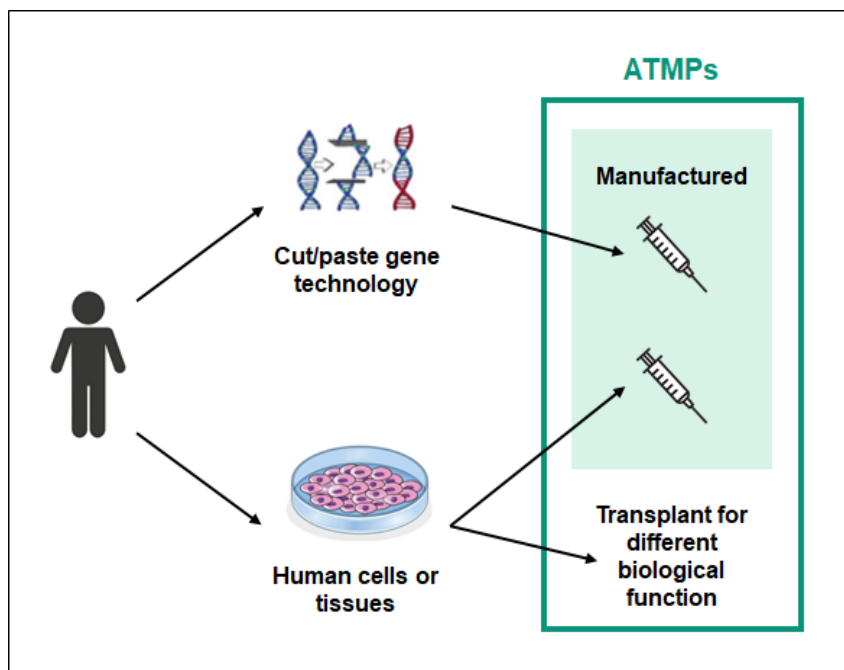 ATMPs
Manufactured
Cut/paste gene
technology
Human cells or
tissues
Transplant for
different
biological
function